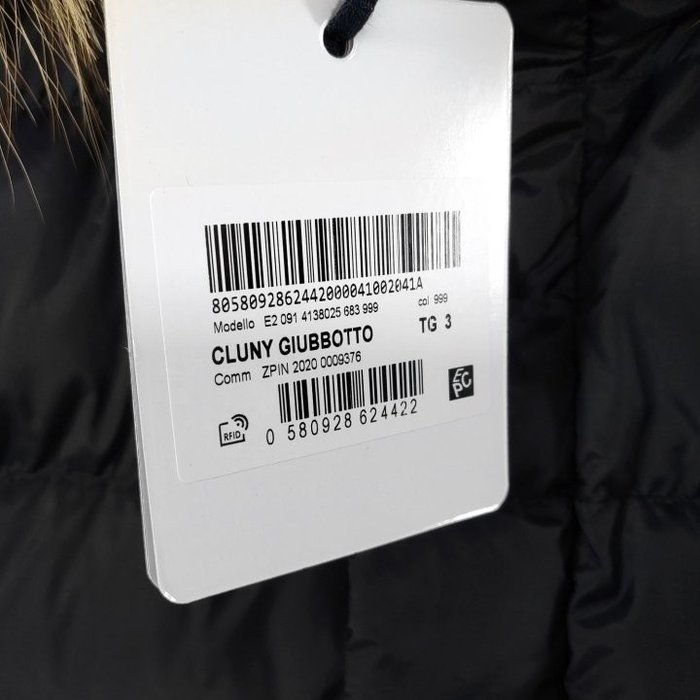 8058092862442000041002041A
Modello E2 091 4138025 683 999 col 999
CLUNY GIUBBOTTO TG 3
Comm ZPIN 2020 0009376
EPC
RFID
0 580928 624422